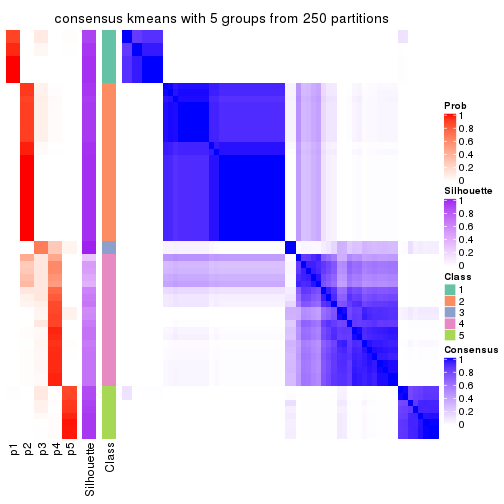 consensus kmeans with 5 groups from 250 partitions
p1
p2
p3
p4
p5
Silhouette
Class
Prob
1
0.8
0.6
0.4
0.2
0
Silhouette
1
0.8
0.6
0.4
0.2
0
Class
1
2
3
4
5
Consensus
1
0.8
0.6
0.4
0.2
0